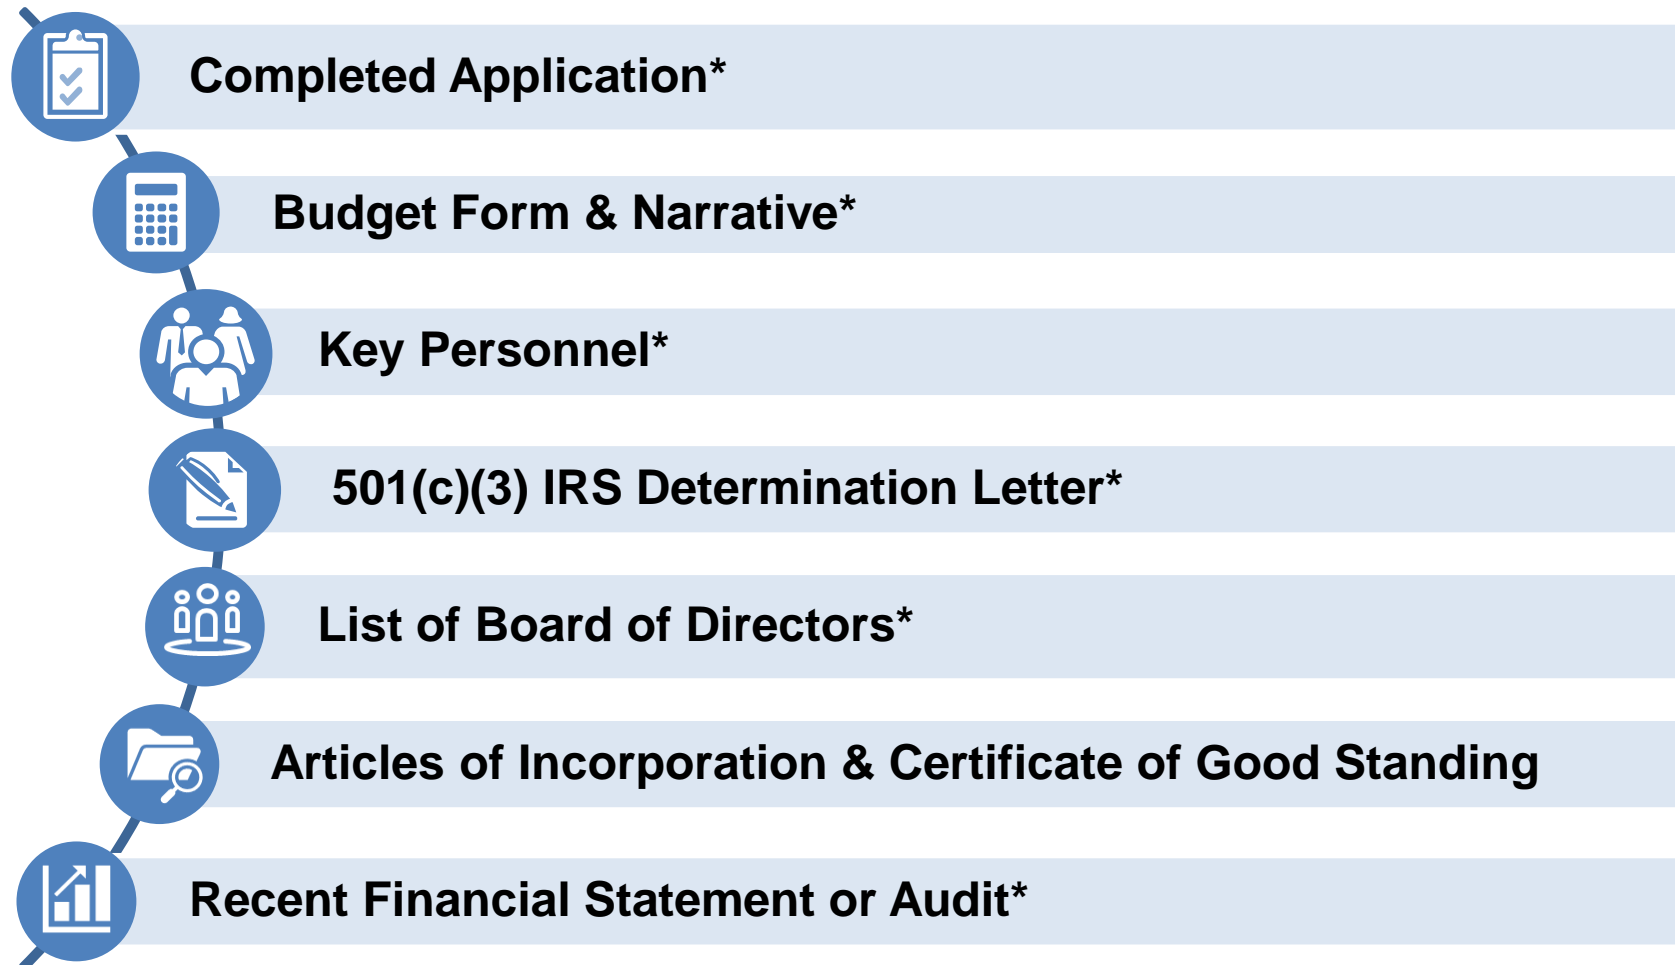 Completed Application*
Budget Form & Narrative*
Key Personnel*
501(c)(3) IRS Determination Letter*
List of Board of Directors*
Articles of Incorporation & Certificate of Good Standing
Recent Financial Statement or Audit*